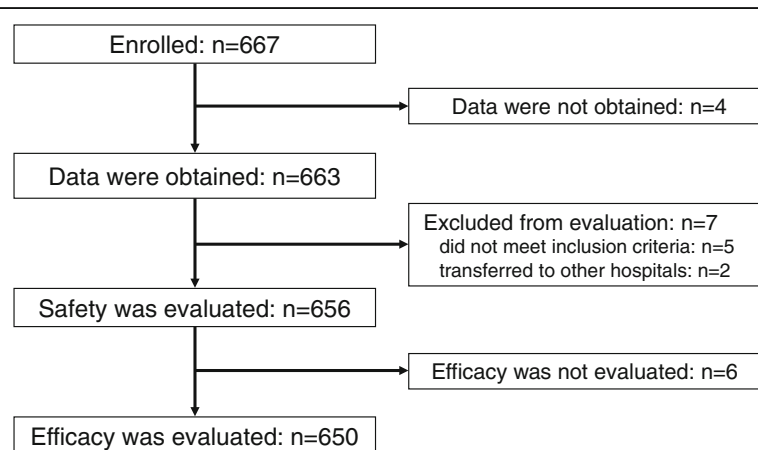 Enrolled: n=667
Data were not obtained: n=4
Data were obtained: n=663
Excluded from evaluation: n=7
did not meet inclusion criteria: n=5
transferred to other hospitals: n=2
Safety was evaluated: n=656
Efficacy was not evaluated: n=6
Efficacy was evaluated: n=650